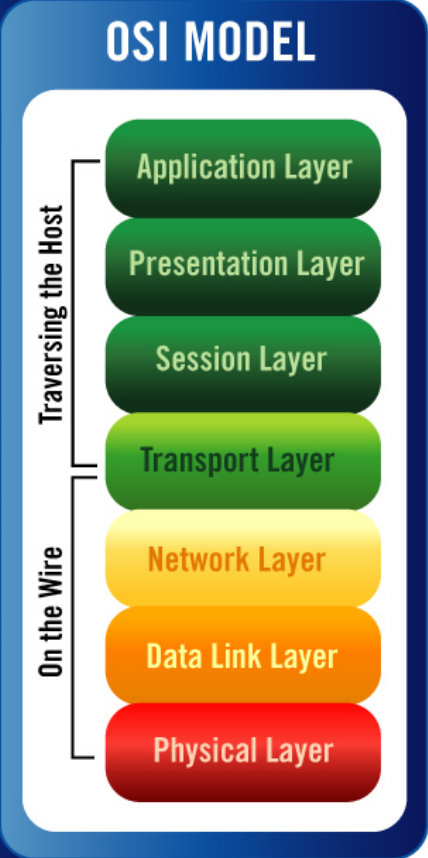 OSI MODEL
Traversing the Host
Application Layer
Presentation Layer
Session Layer
Transport Layer
On the Wire
Network Layer
Data Link Layer
Physical Layer